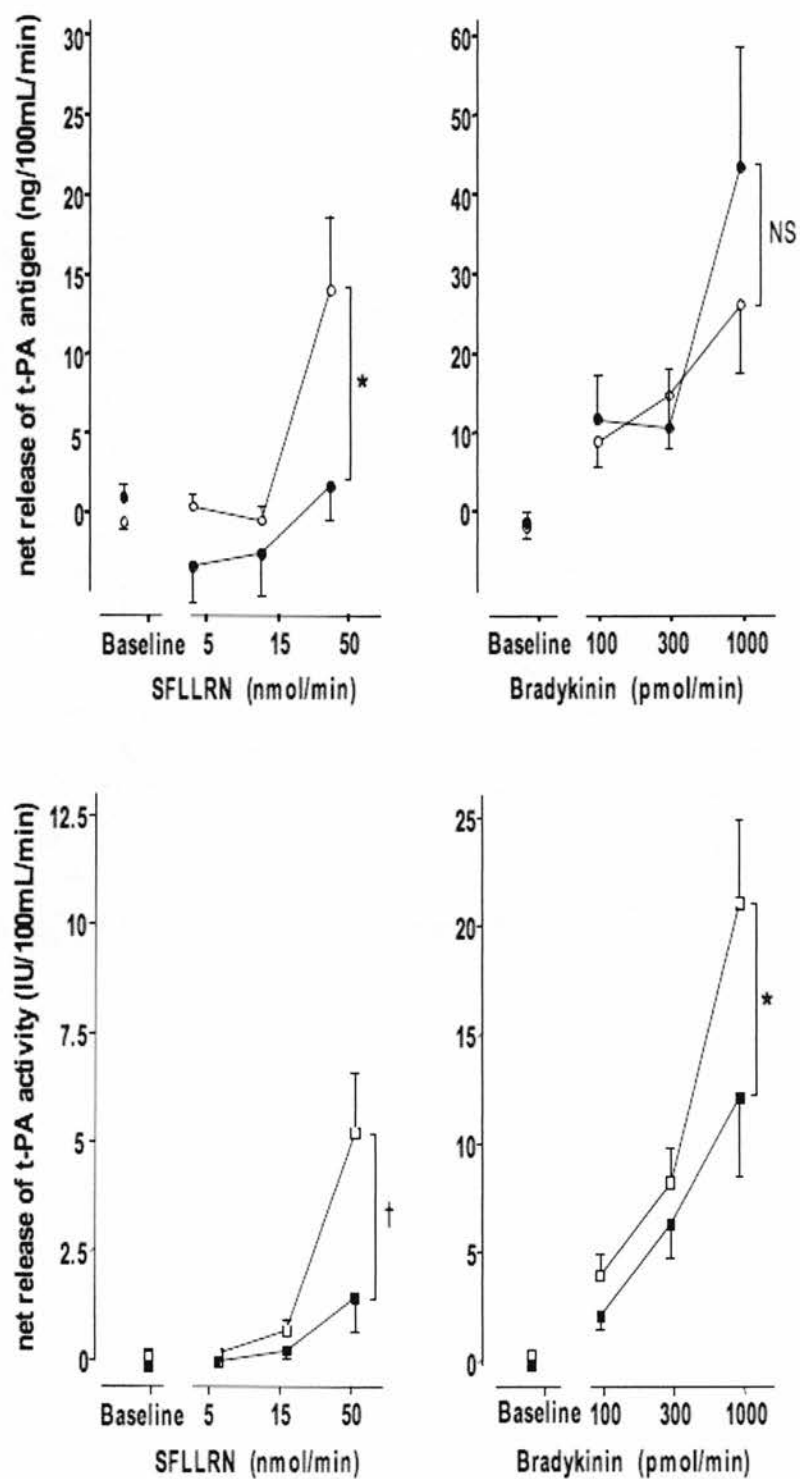 net release of t-PA antigen (ng/100mL/min)
30
25
20
15
10
5
0
*
Baseline 5 15 50
SFLLRN (nmol/min)
60
50
40
30
20
10
0
NS
Baseline 100 300 1000
Bradykinin (pmol/min)
net release of t-PA activity (IU/100mL/min)
12.5
10
7.5
5
2.5
0
†
Baseline 5 15 50
SFLLRN (nmol/min)
25
20
15
10
5
0
*
Baseline 100 300 1000
Bradykinin (pmol/min)